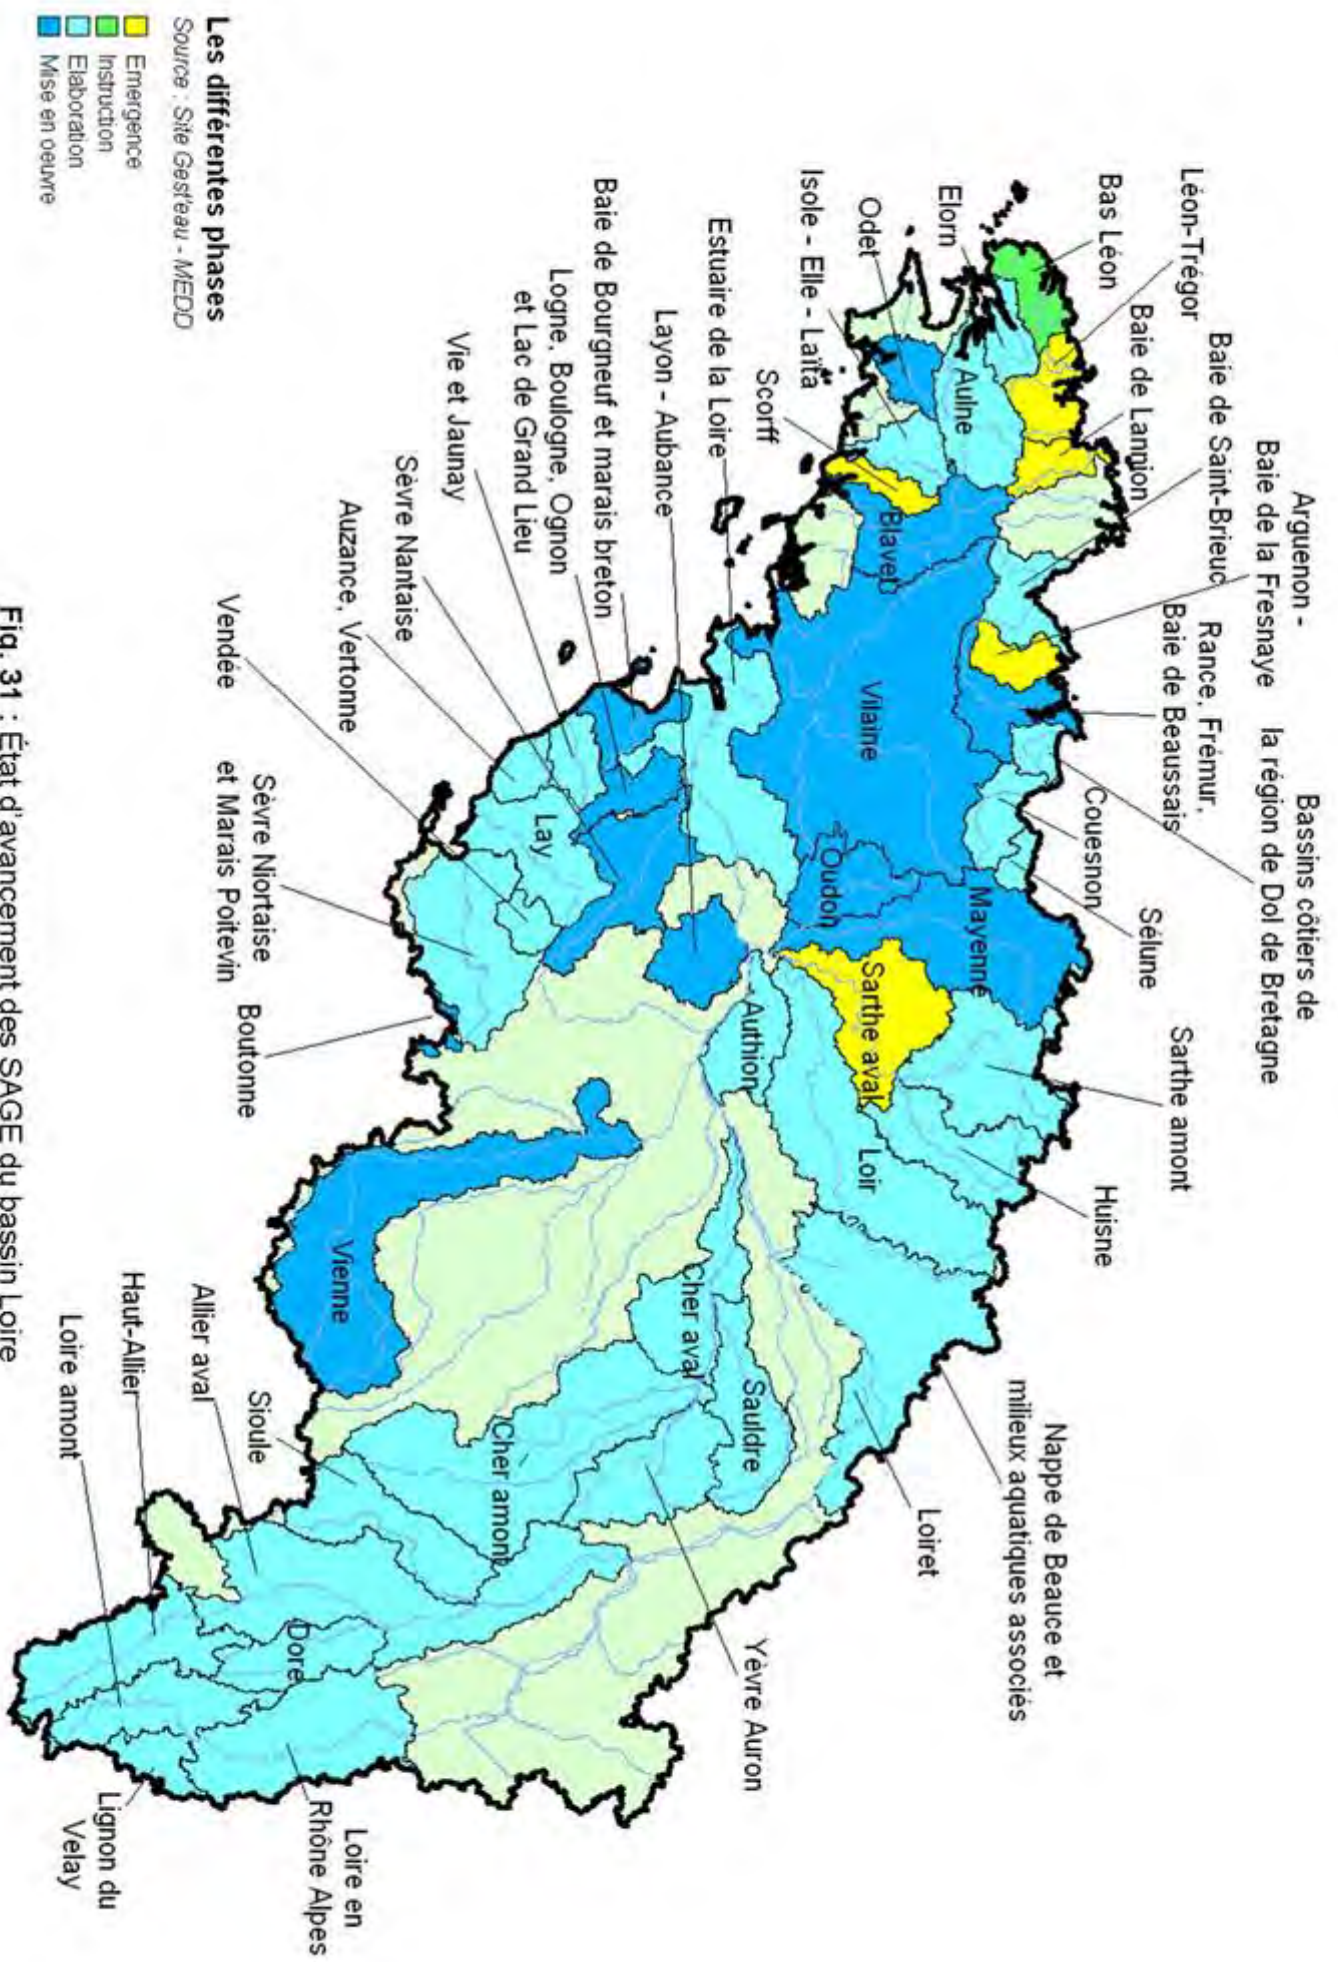 Arguenon -
Baie de la Fresnaye
Bassins côtiers de
la région de Dol de Bretagne
Baie de Saint-Brieuc
Rance, Frémur,
Baie de Beaussais
Léon-Trégor
Baie de Lannion
Bas Léon
Couesnon
Sélune
Sarthe amont
Huisne
Nappe de Beauce et
milieux aquatiques associés
Loiret
Elorn
Aulne
Odet
Isole - Elle - Laïta
Scorff
Blavet
Vilaine
Oudon
Mayenne
Sarthe aval
Loir
Authion
Estuaire de la Loire
Layon - Aubance
Baie de Bourgneuf et marais breton
Logne, Boulogne, Ognon
et Lac de Grand Lieu
Vie et Jaunay
Sèvre Nantaise
Auzance, Vertonne
Vendée
Lay
Sèvre Niortaise
et Marais Poitevin
Boutonne
Vienne
Cher aval
Sauldre
Cher amont
Yèvre Auron
Sioule
Allier aval
Haut-Allier
Loire amont
Dore
Loire en
Rhône Alpes
Lignon du
Velay
Les différentes phases
Source : Site Gest'eau - MEDD
Emergence
Instruction
Elaboration
Mise en oeuvre
Fig. 31 : État d'avancement des SAGE du bassin Loire